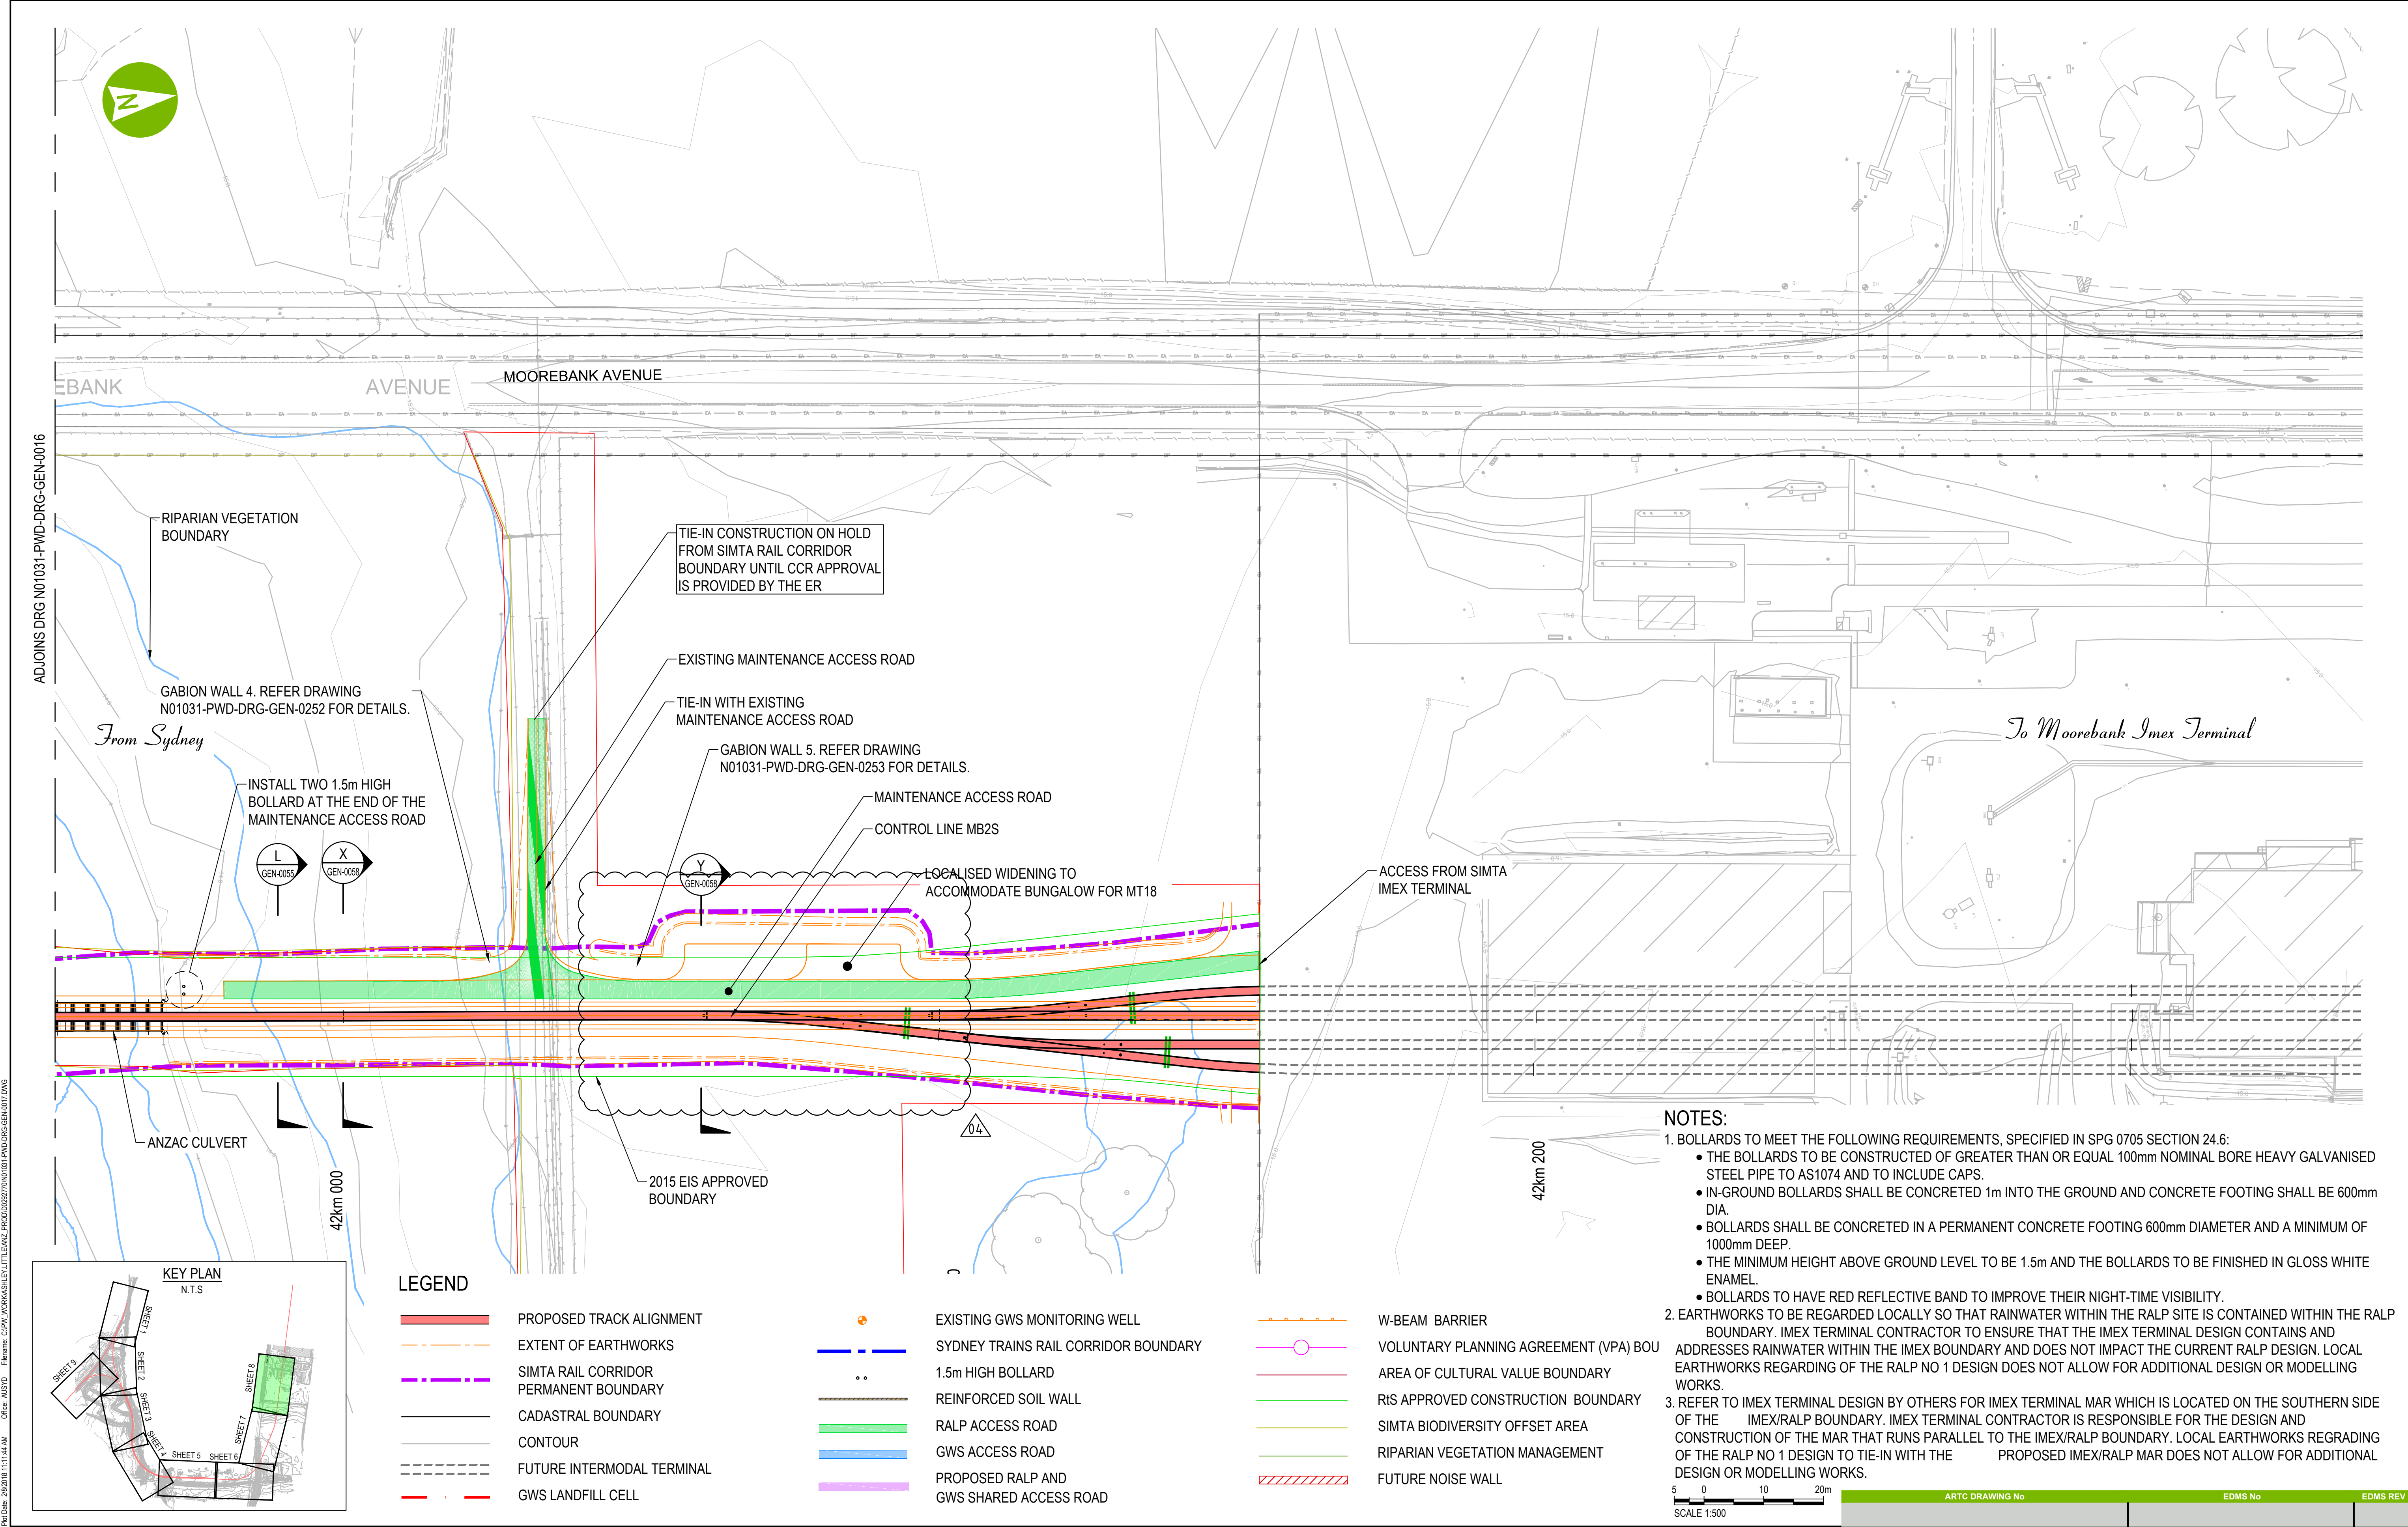 N
EBANK AVENUE
MOOREBANK AVENUE
ADJOINS DRG N01031-PWD-DRG-GEN-0016
RIPARIAN VEGETATION
BOUNDARY
TIE-IN CONSTRUCTION ON HOLD
FROM SIMTA RAIL CORRIDOR
BOUNDARY UNTIL CCR APPROVAL
IS PROVIDED BY THE ER
EXISTING MAINTENANCE ACCESS ROAD
GABION WALL 4. REFER DRAWING
N01031-PWD-DRG-GEN-0252 FOR DETAILS.
TIE-IN WITH EXISTING
MAINTENANCE ACCESS ROAD
From Sydney
To Moorebank Imex Terminal
GABION WALL 5. REFER DRAWING
N01031-PWD-DRG-GEN-0253 FOR DETAILS.
INSTALL TWO 1.5m HIGH
BOLLARD AT THE END OF THE
MAINTENANCE ACCESS ROAD
MAINTENANCE ACCESS ROAD
CONTROL LINE MB2S
L
GEN-0055
X
GEN-0058
Y
GEN-0058
LOCALISED WIDENING TO
ACCOMMODATE BUNGALOW FOR MT18
ACCESS FROM SIMTA
IMEX TERMINAL
ANZAC CULVERT
04
2015 EIS APPROVED
BOUNDARY
42km 000
42km 200
NOTES:
1. BOLLARDS TO MEET THE FOLLOWING REQUIREMENTS, SPECIFIED IN SPG 0705 SECTION 24.6:
● THE BOLLARDS TO BE CONSTRUCTED OF GREATER THAN OR EQUAL 100mm NOMINAL BORE HEAVY GALVANISED
STEEL PIPE TO AS1074 AND TO INCLUDE CAPS.
● IN-GROUND BOLLARDS SHALL BE CONCRETED 1m INTO THE GROUND AND CONCRETE FOOTING SHALL BE 600mm
DIA.
● BOLLARDS SHALL BE CONCRETED IN A PERMANENT CONCRETE FOOTING 600mm DIAMETER AND A MINIMUM OF
1000mm DEEP.
● THE MINIMUM HEIGHT ABOVE GROUND LEVEL TO BE 1.5m AND THE BOLLARDS TO BE FINISHED IN GLOSS WHITE
ENAMEL.
● BOLLARDS TO HAVE RED REFLECTIVE BAND TO IMPROVE THEIR NIGHT-TIME VISIBILITY.
2. EARTHWORKS TO BE REGARDED LOCALLY SO THAT RAINWATER WITHIN THE RALP SITE IS CONTAINED WITHIN THE RALP
BOUNDARY. IMEX TERMINAL CONTRACTOR TO ENSURE THAT THE IMEX TERMINAL DESIGN CONTAINS AND
ADDRESSES RAINWATER WITHIN THE IMEX BOUNDARY AND DOES NOT IMPACT THE CURRENT RALP DESIGN. LOCAL
EARTHWORKS REGARDING OF THE RALP NO 1 DESIGN DOES NOT ALLOW FOR ADDITIONAL DESIGN OR MODELLING
WORKS.
3. REFER TO IMEX TERMINAL DESIGN BY OTHERS FOR IMEX TERMINAL MAR WHICH IS LOCATED ON THE SOUTHERN SIDE
OF THE IMEX/RALP BOUNDARY. IMEX TERMINAL CONTRACTOR IS RESPONSIBLE FOR THE DESIGN AND
CONSTRUCTION OF THE MAR THAT RUNS PARALLEL TO THE IMEX/RALP BOUNDARY. LOCAL EARTHWORKS REGRADING
OF THE RALP NO 1 DESIGN TO TIE-IN WITH THE PROPOSED IMEX/RALP MAR DOES NOT ALLOW FOR ADDITIONAL
DESIGN OR MODELLING WORKS.
KEY PLAN
N.T.S
SHEET 1
SHEET 2
SHEET 3
SHEET 4
SHEET 5
SHEET 6
SHEET 7
SHEET 8
SHEET 9
LEGEND
PROPOSED TRACK ALIGNMENT
EXTENT OF EARTHWORKS
SIMTA RAIL CORRIDOR
PERMANENT BOUNDARY
CADASTRAL BOUNDARY
CONTOUR
FUTURE INTERMODAL TERMINAL
GWS LANDFILL CELL
EXISTING GWS MONITORING WELL
SYDNEY TRAINS RAIL CORRIDOR BOUNDARY
1.5m HIGH BOLLARD
REINFORCED SOIL WALL
RALP ACCESS ROAD
GWS ACCESS ROAD
PROPOSED RALP AND
GWS SHARED ACCESS ROAD
W-BEAM BARRIER
VOLUNTARY PLANNING AGREEMENT (VPA) BOU
AREA OF CULTURAL VALUE BOUNDARY
RtS APPROVED CONSTRUCTION BOUNDARY
SIMTA BIODIVERSITY OFFSET AREA
RIPARIAN VEGETATION MANAGEMENT
FUTURE NOISE WALL
5 0 10 20m
SCALE 1:500
ARTC DRAWING No
EDMS No
EDMS REV
Plot Date: 2/8/2018 11:11:44 AM Office: AUSYD